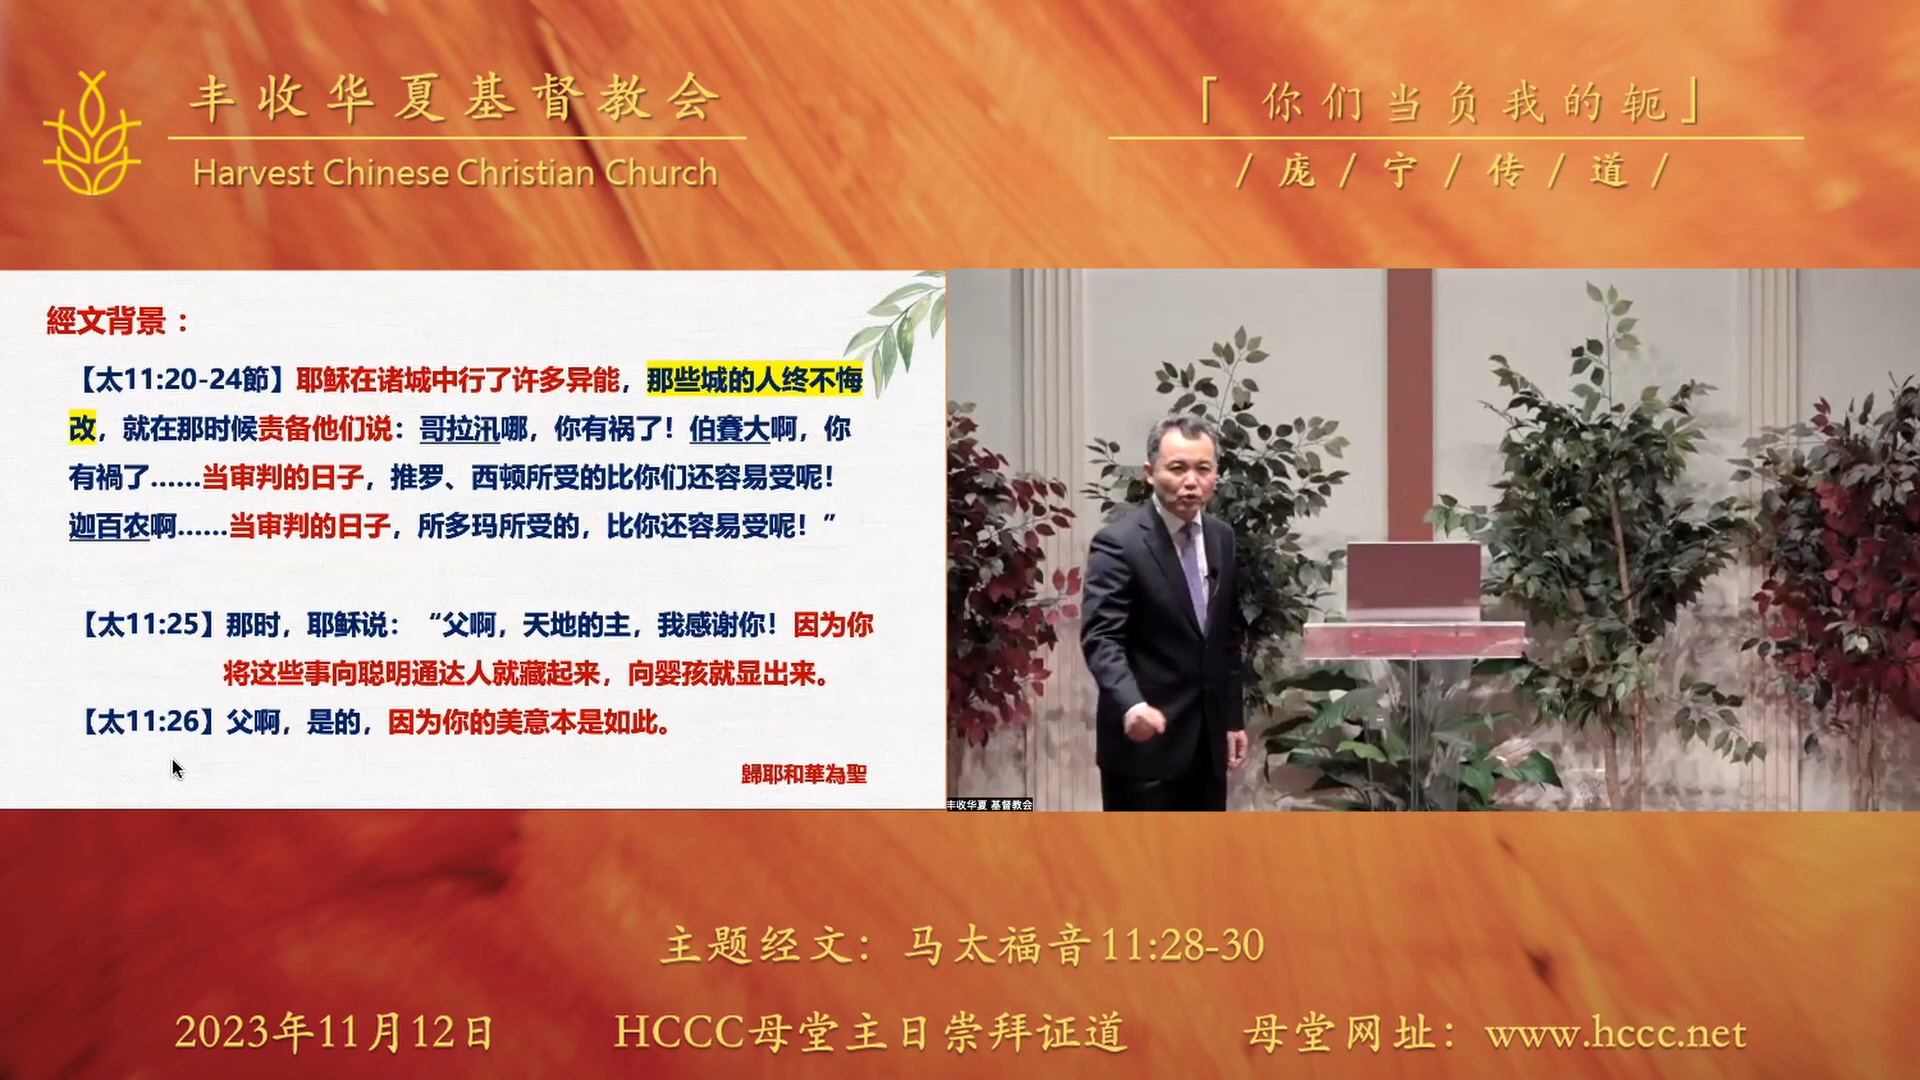 丰收华夏基督教会
Harvest Chinese Christian Church
「 你们当负我的轭」
/ 庞 / 宁 / 传 / 道 /
經文背景：
【太11:20-24節】耶稣在诸城中行了许多异能，那些城的人终不悔
改，就在那时候责备他们说：哥拉汛哪，你有祸了！伯賽大啊，你
有禍了……当审判的日子，推罗、西顿所受的比你们还容易受呢！
迦百农啊……当审判的日子，所多玛所受的，比你还容易受呢！”
【太11:25】那时，耶稣说：“父啊，天地的主，我感谢你！因为你
将这些事向聪明通达人就藏起来，向婴孩就显出来。
【太11:26】父啊，是的，因为你的美意本是如此。
歸耶和華為聖
丰收华夏 基督教会
主题经文：马太福音 11:28-30
2023年11月12日
HCCC母堂主日崇拜证道
母堂网址：www.hccc.net